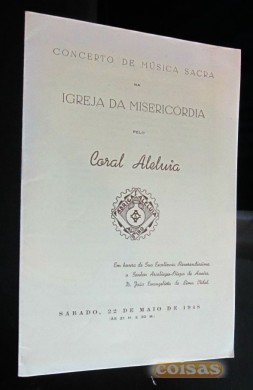 CONCERTO DE MÚSICA SACRA
NA
IGREJA DA MISERICÓRDIA
PELO
Coral Aleluia
Em honra de Sua Excelência Reverendíssima
o Senhor Arcebispo-Bispo de Aveiro,
D. João Evangelista de Lima Vidal
SÁBADO, 22 DE MAIO DE 1948
coisas